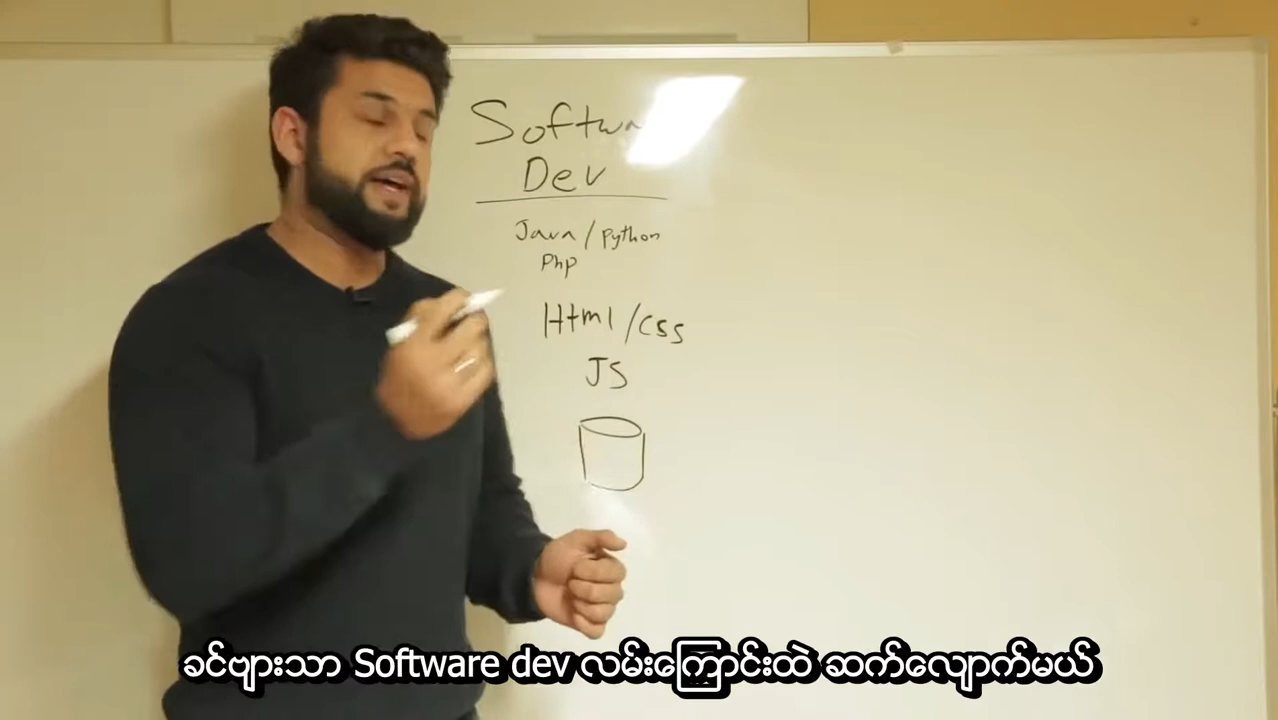 Softwa
Dev
Java / Python
Php
Html / CSS
JS
ခင်ဗျားသာ Software dev လမ်းကြောင်းထဲ ဆက်လျှောက်မယ်